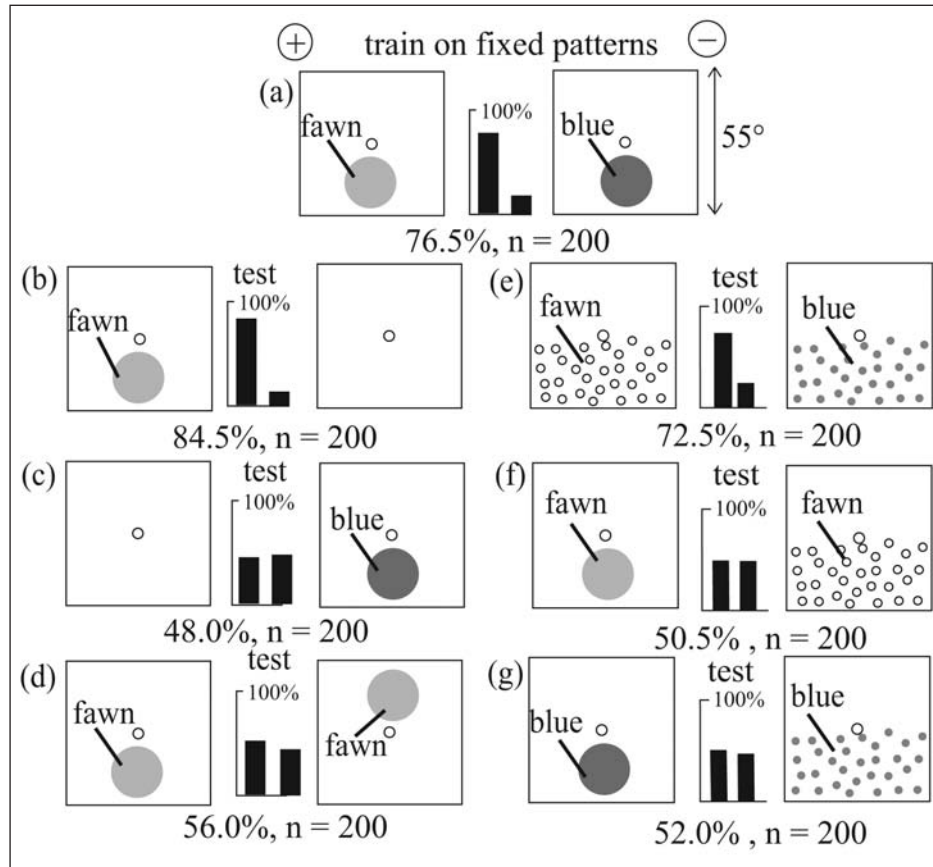 + train on fixed patterns −
(a)
fawn
100%
blue
55°
76.5%, n = 200
(b)
fawn
test
100%
84.5%, n = 200
(c)
test
100%
blue
48.0%, n = 200
(d)
fawn
test
100%
fawn
56.0%, n = 200
(e)
fawn
test
100%
blue
72.5%, n = 200
(f)
fawn
test
100%
fawn
50.5%, n = 200
(g)
blue
test
100%
blue
52.0% , n = 200